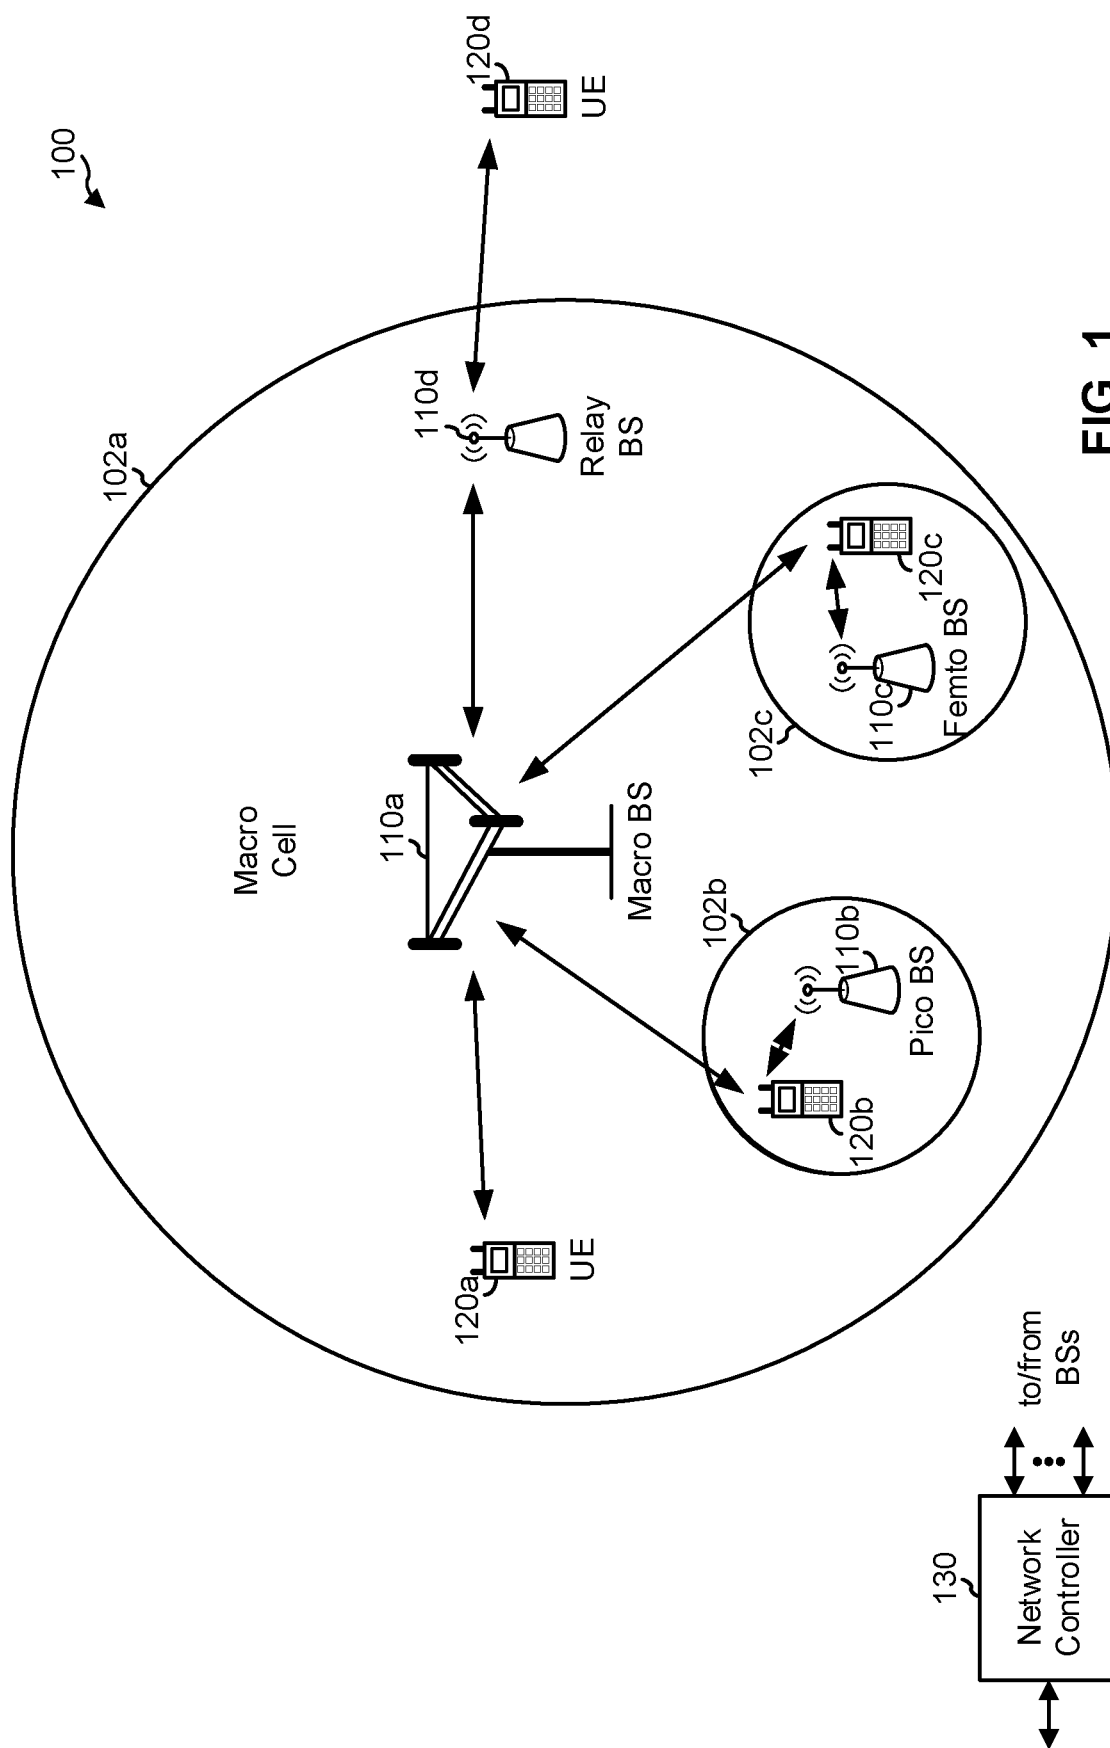 100
102a
Macro
Cell
110a
110d
120d
120a
UE
Macro BS
Relay
BS
UE
102b
102c
110b
120b
Pico BS
110c
120c
Femto BS
130
Network
Controller
to/from
BSs
FIG. 1